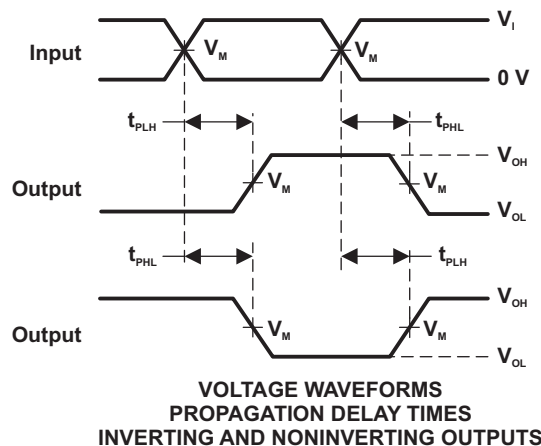 V_I
Input
V_M
V_M
0 V
t_PLH
t_PHL
V_OH
Output
V_M
V_M
V_OL
t_PHL
t_PLH
V_OH
Output
V_M
V_M
V_OL
VOLTAGE WAVEFORMS
PROPAGATION DELAY TIMES
INVERTING AND NONINVERTING OUTPUTS